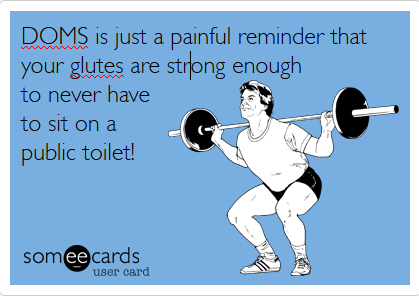 DOMS is just a painful reminder that
your glutes are strong enough
to never have
to sit on a
public toilet!
someecards
user card